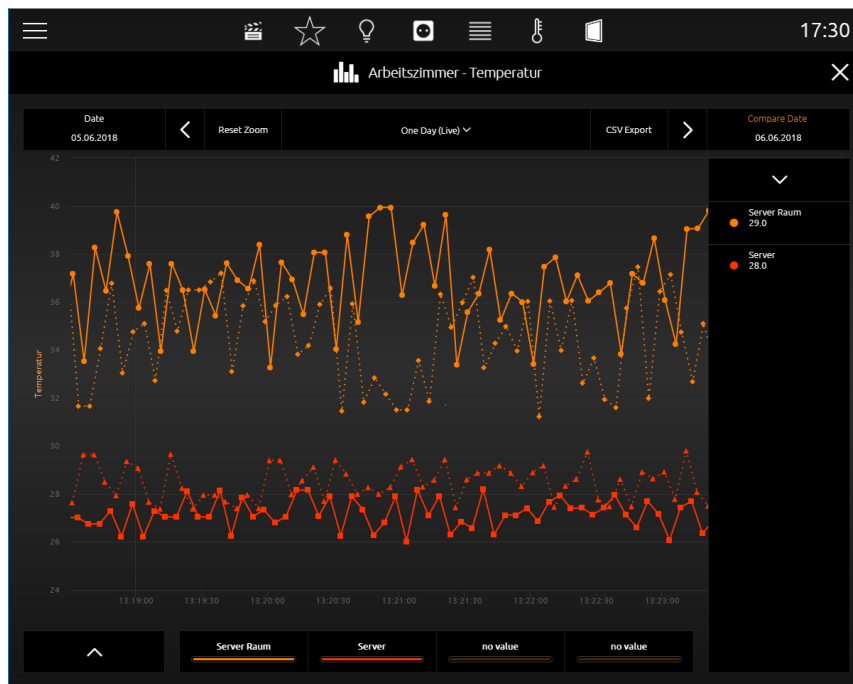 17:30
Arbeitszimmer - Temperatur
Date
05.06.2018
Reset Zoom
One Day (Live)
CSV Export
Compare Date
06.06.2018
42
40
38
36
34
32
30
28
26
24
Temperatur
13:19:00
13:19:30
13:20:00
13:20:30
13:21:00
13:21:30
13:22:00
13:22:30
13:23:00
Server Raum
29.0
Server
28.0
Server Raum
Server
no value
no value